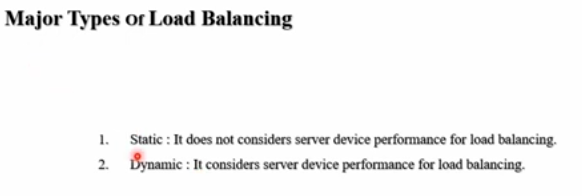 Major Types Of Load Balancing
1. Static : It does not considers server device performance for load balancing.
2. Dynamic : It considers server device performance for load balancing.